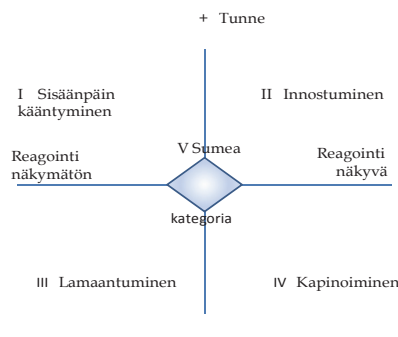 + Tunne
I Sisäänpäin
kääntyminen
II Innostuminen
V Sumea
Reagointi
näkymätön
Reagointi
näkyvä
kategoria
III Lamaantuminen
IV Kapinoiminen